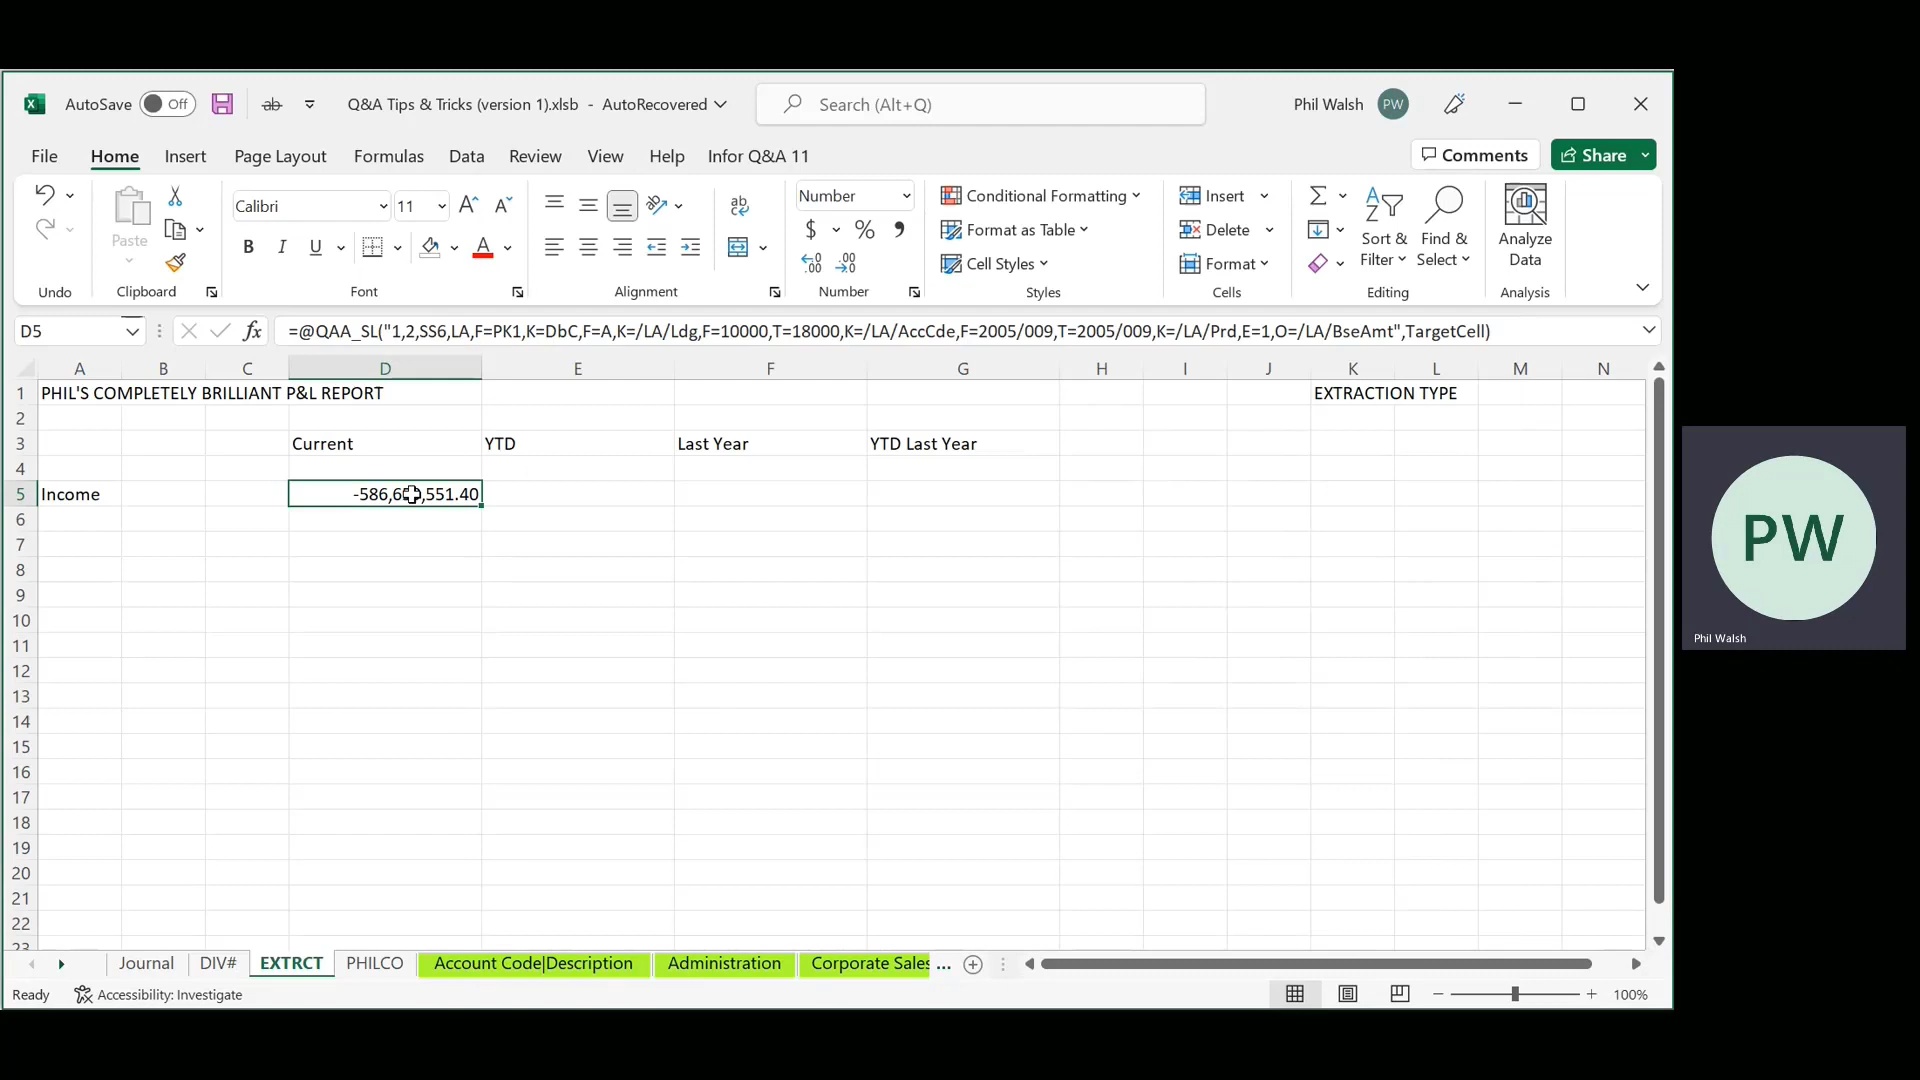 AutoSave Off ab Q&A Tips & Tricks (version 1).xlsb - AutoRecovered Search (Alt+Q) Phil Walsh PW
File Home Insert Page Layout Formulas Data Review View Help Infor Q&A 11 Comments Share
Paste Calibri 11 B I U A Number $ % Conditional Formatting Format as Table Cell Styles Insert Delete Format Sort & Filter Find & Select Analyze Data
Undo Clipboard Font Alignment Number Styles Cells Editing Analysis
D5 fx =@QAA_SL("1,2,SS6,LA,F=PK1,K=DbC,F=A,K=/LA/Ldg,F=10000,T=18000,K=/LA/AccCde,F=2005/009,T=2005/009,K=/LA/Prd,E=1,O=/LA/BseAmt",TargetCell)
A B C D E F G H I J K L M N
1 PHIL'S COMPLETELY BRILLIANT P&L REPORT EXTRACTION TYPE
2
3 Current YTD Last Year YTD Last Year
4
5 Income
6
7
8
9
10
11
12
13
14
15
16
17
18
19
20
21
22
23
Journal DIV# EXTRCT PHILCO Account Code|Description Administration Corporate Sales ...
Ready Accessibility: Investigate 100%
PW
Phil Walsh